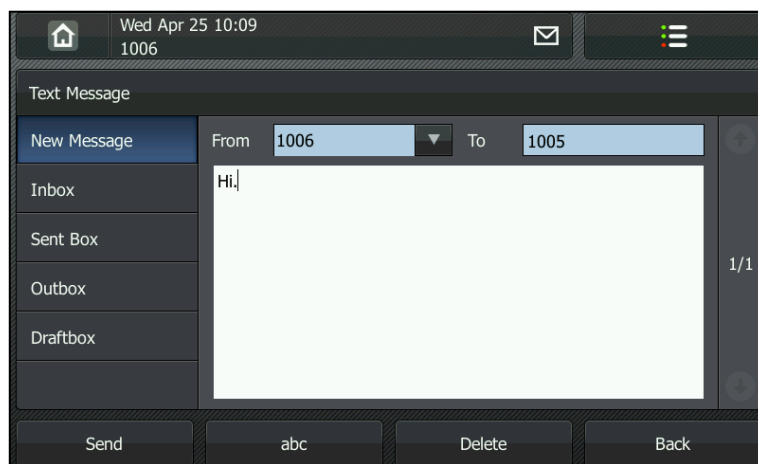 Wed Apr 25 10:09
1006
Text Message
New Message
From 1006 To 1005
Hi.
Inbox
Sent Box
Outbox
Draftbox
1/1
Send abc Delete Back